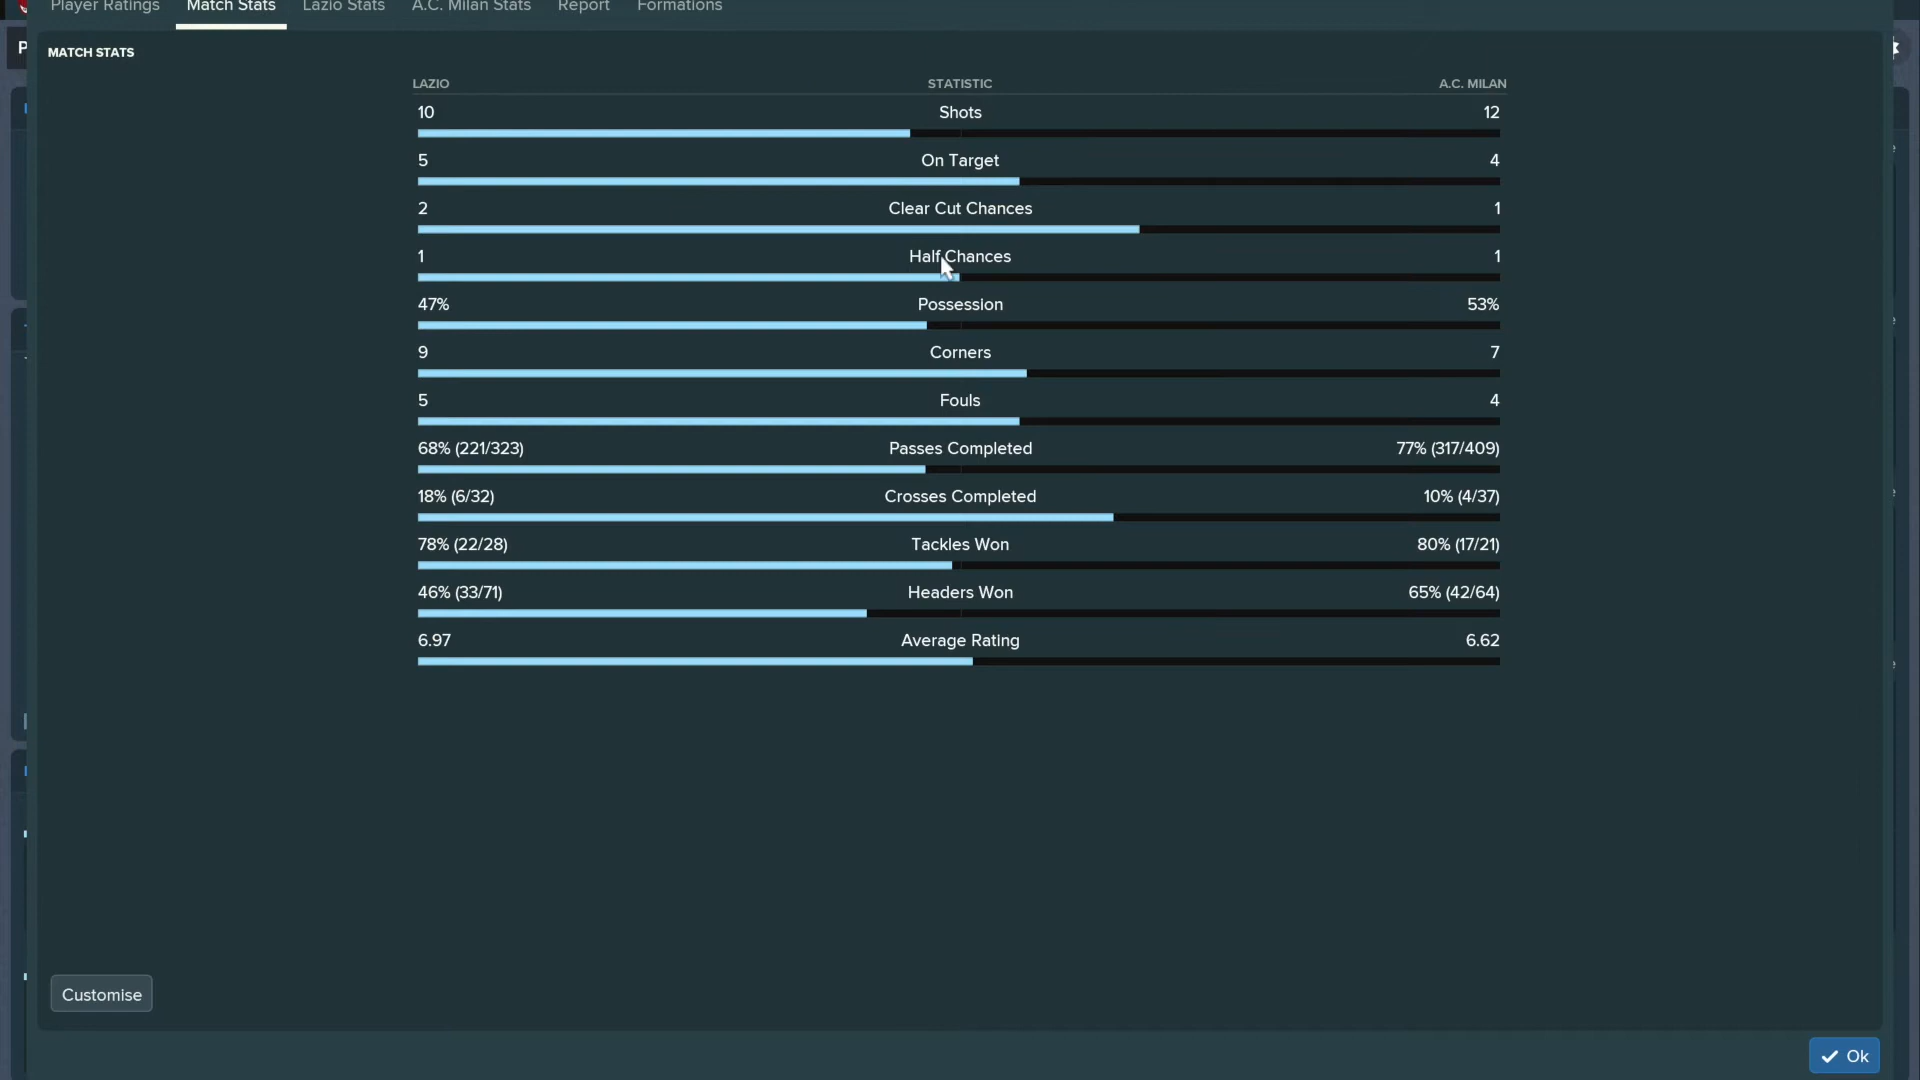 Player Ratings Match Stats Lazio Stats A.C. Milan Stats Report Formations
MATCH STATS
LAZIO STATISTIC A.C. MILAN
10 Shots 12
5 On Target 4
2 Clear Cut Chances 1
1 Half Chances 1
47% Possession 53%
9 Corners 7
5 Fouls 4
68% (221/323) Passes Completed 77% (317/409)
18% (6/32) Crosses Completed 10% (4/37)
78% (22/28) Tackles Won 80% (17/21)
46% (33/71) Headers Won 65% (42/64)
6.97 Average Rating 6.62
Customise
Ok